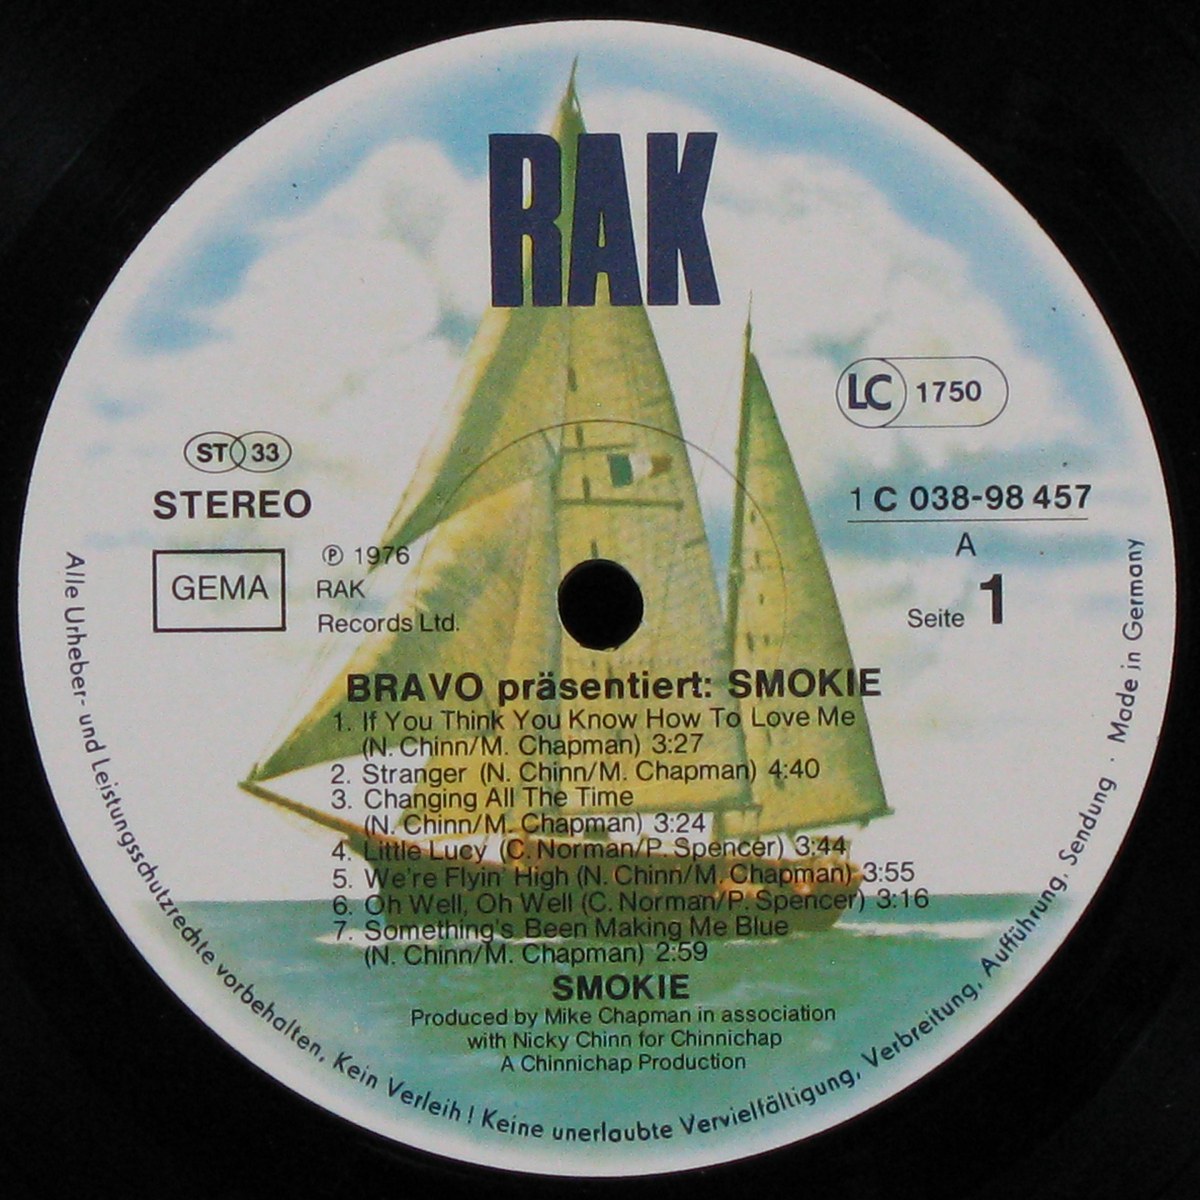 RAK
LC 1750
ST 33
STEREO
1 C 038-98 457
A
Seite 1
GEMA
℗ 1976
RAK
Records Ltd.
BRAVO präsentiert: SMOKIE
1. If You Think You Know How To Love Me
(N. Chinn/M. Chapman) 3:27
2. Stranger (N. Chinn/M. Chapman) 4:40
3. Changing All The Time
(N. Chinn/M. Chapman) 3:24
4. Little Lucy (C. Norman/P. Spencer) 3:44
5. We're Flyin' High (N. Chinn/M. Chapman) 3:55
6. Oh Well, Oh Well (C. Norman/P. Spencer) 3:16
7. Something's Been Making Me Blue
(N. Chinn/M. Chapman) 2:59
SMOKIE
Produced by Mike Chapman in association
with Nicky Chinn for Chinnichap
A Chinnichap Production
Alle Urheber- und Leistungsschutzrechte vorbehalten, Kein Verleih! Keine unerlaubte Vervielfältigung, Verbreitung, Aufführung, Sendung · Made in Germany